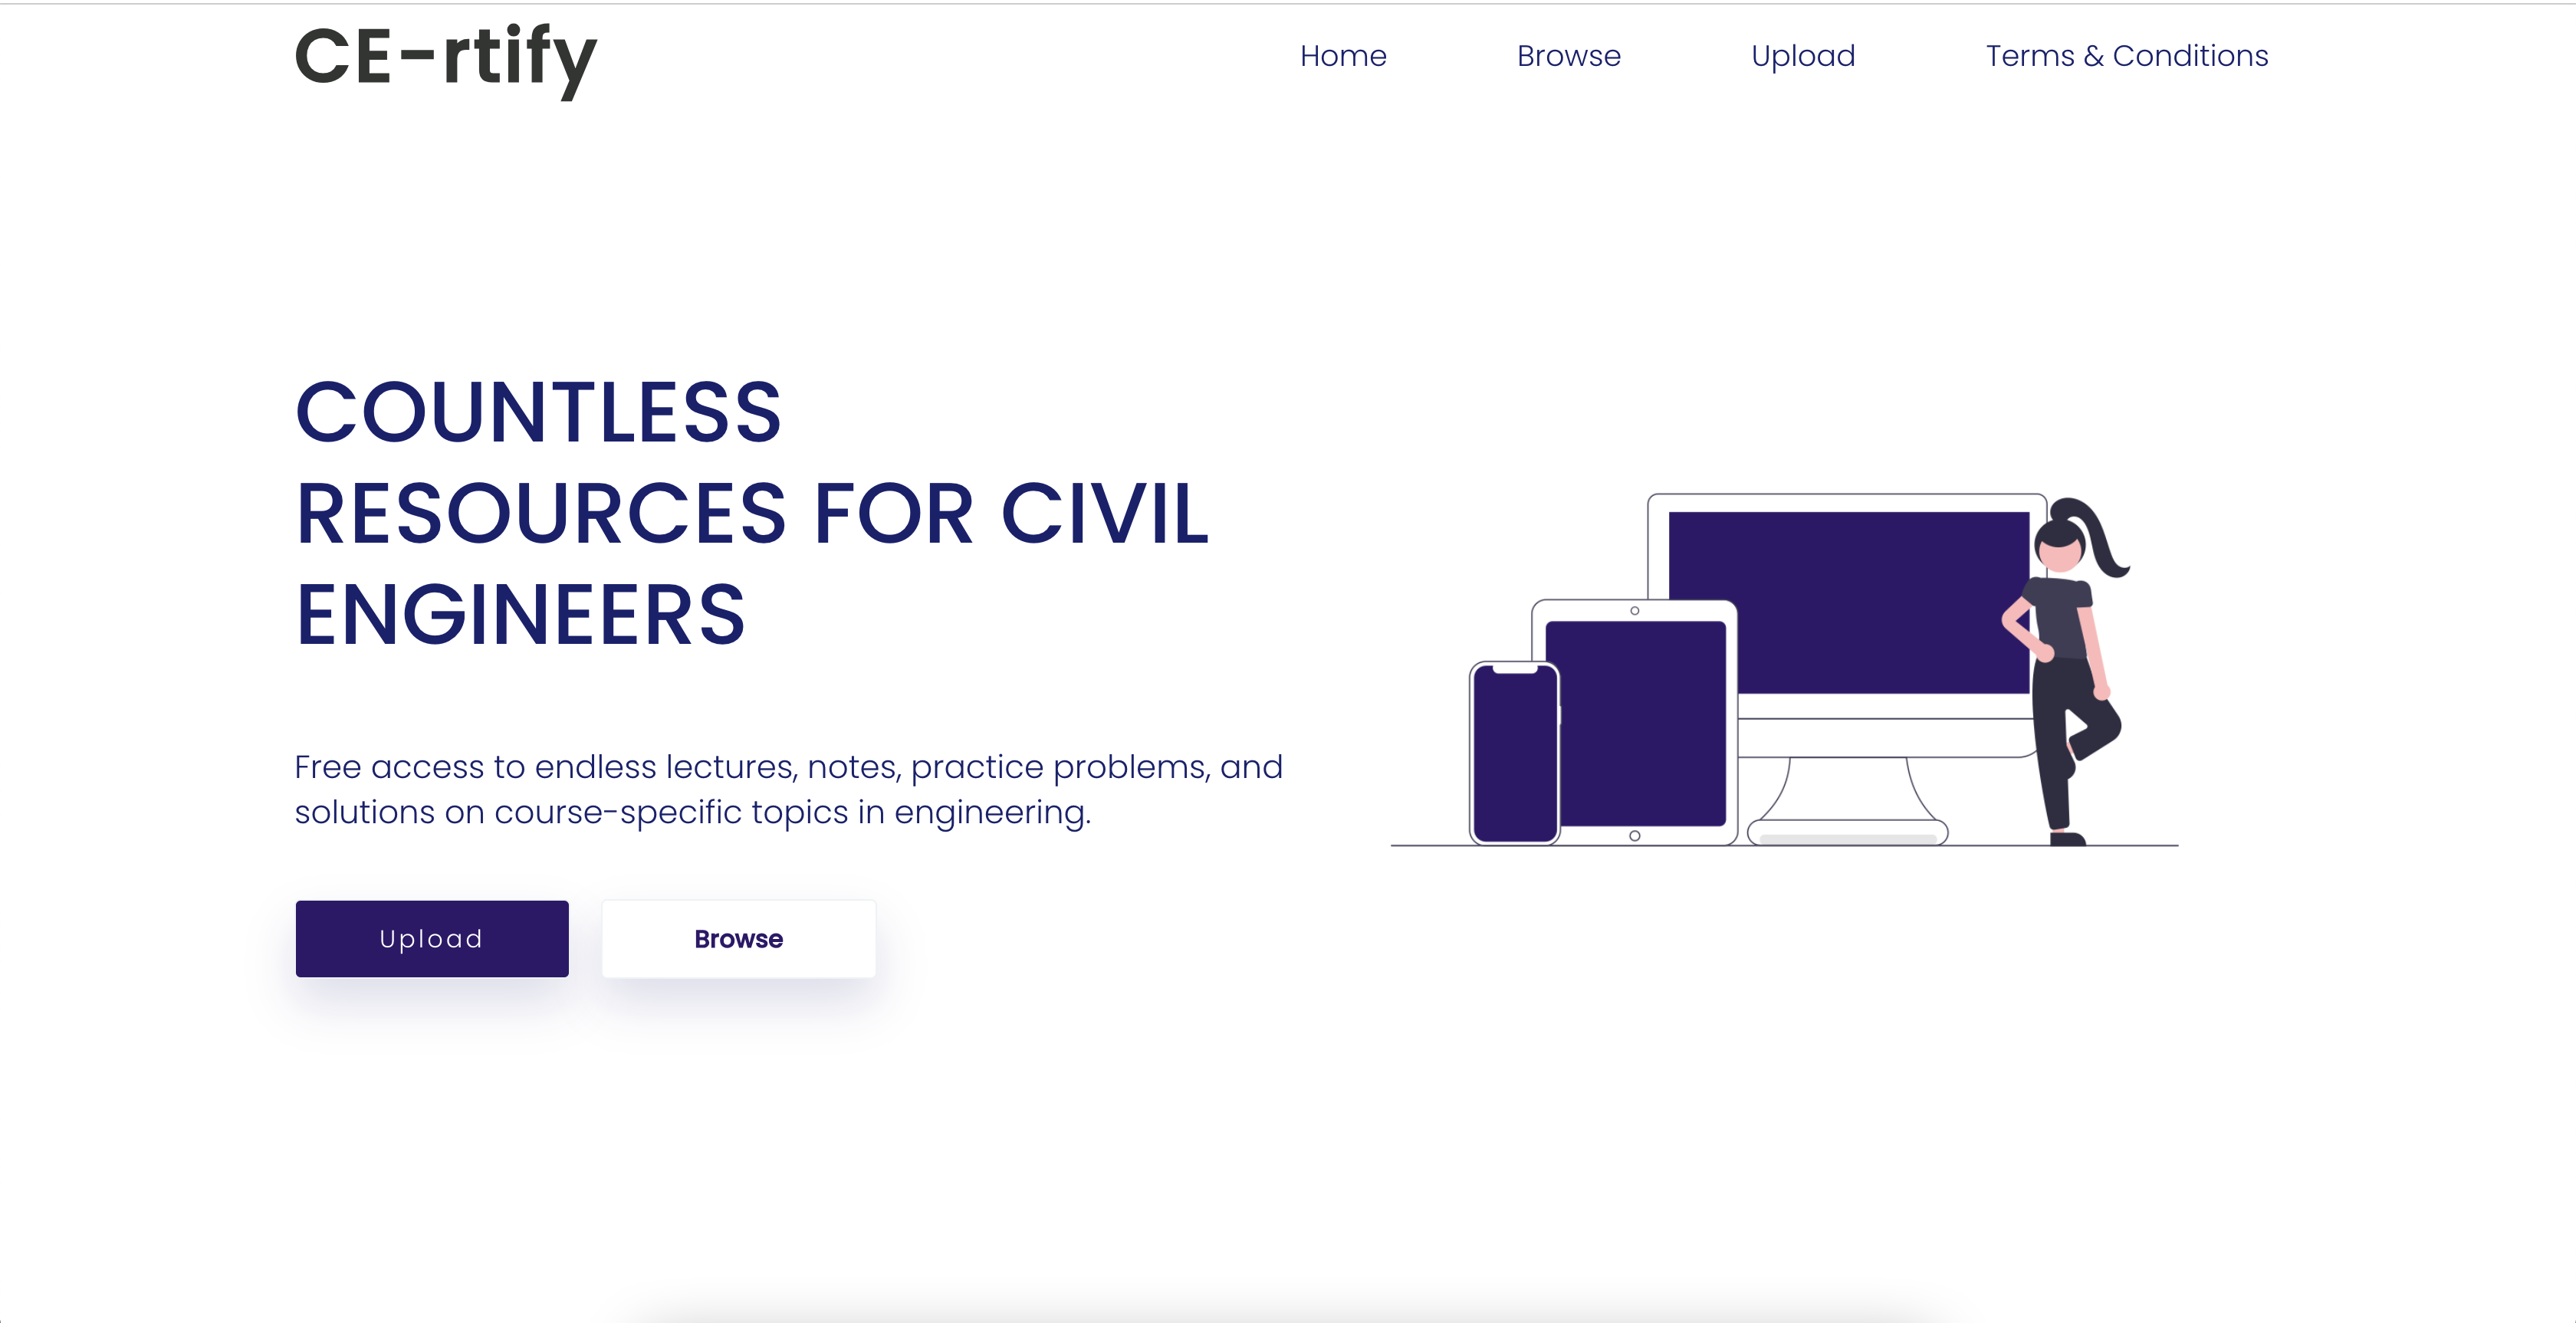 CE-rtify
Home Browse Upload Terms & Conditions
COUNTLESS
RESOURCES FOR CIVIL
ENGINEERS
Free access to endless lectures, notes, practice problems, and
solutions on course-specific topics in engineering.
Upload Browse